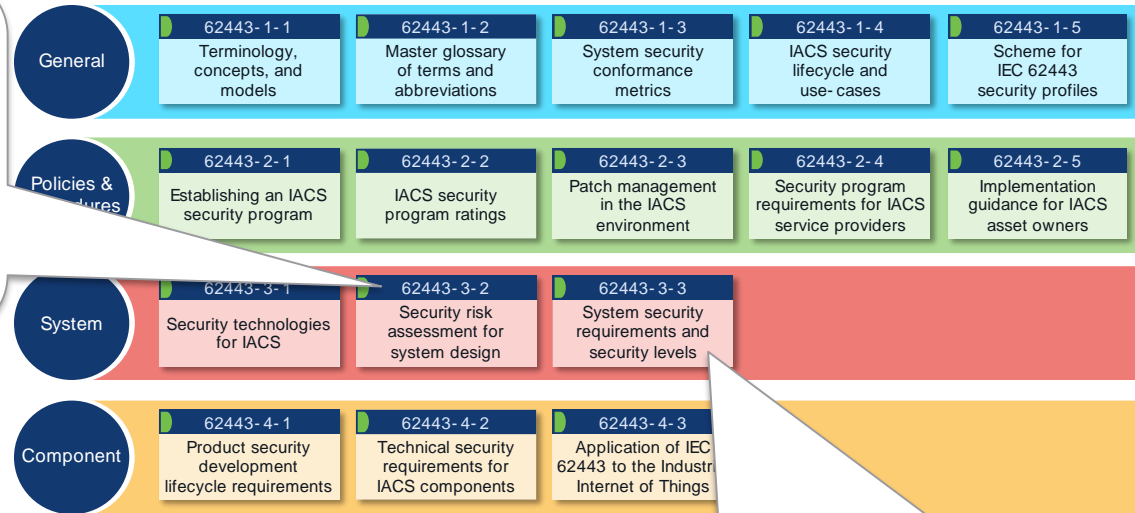 General
62443-1-1
Terminology,
concepts, and
models
62443-1-2
Master glossary
of terms and
abbreviations
62443-1-3
System security
conformance
metrics
62443-1-4
IACS security
lifecycle and
use-cases
62443-1-5
Scheme for
IEC 62443
security profiles
Policies &
62443-2-1
Establishing an IACS
security program
62443-2-2
IACS security
program ratings
62443-2-3
Patch management
in the IACS
environment
62443-2-4
Security program
requirements for IACS
service providers
62443-2-5
Implementation
guidance for IACS
asset owners
System
62443-3-1
Security technologies
for IACS
62443-3-2
Security risk
assessment for
system design
62443-3-3
System security
requirements and
security levels
Component
62443-4-1
Product security
development
lifecycle requirements
62443-4-2
Technical security
requirements for
IACS components
62443-4-3
Application of IEC
62443 to the Industri
Internet of Things